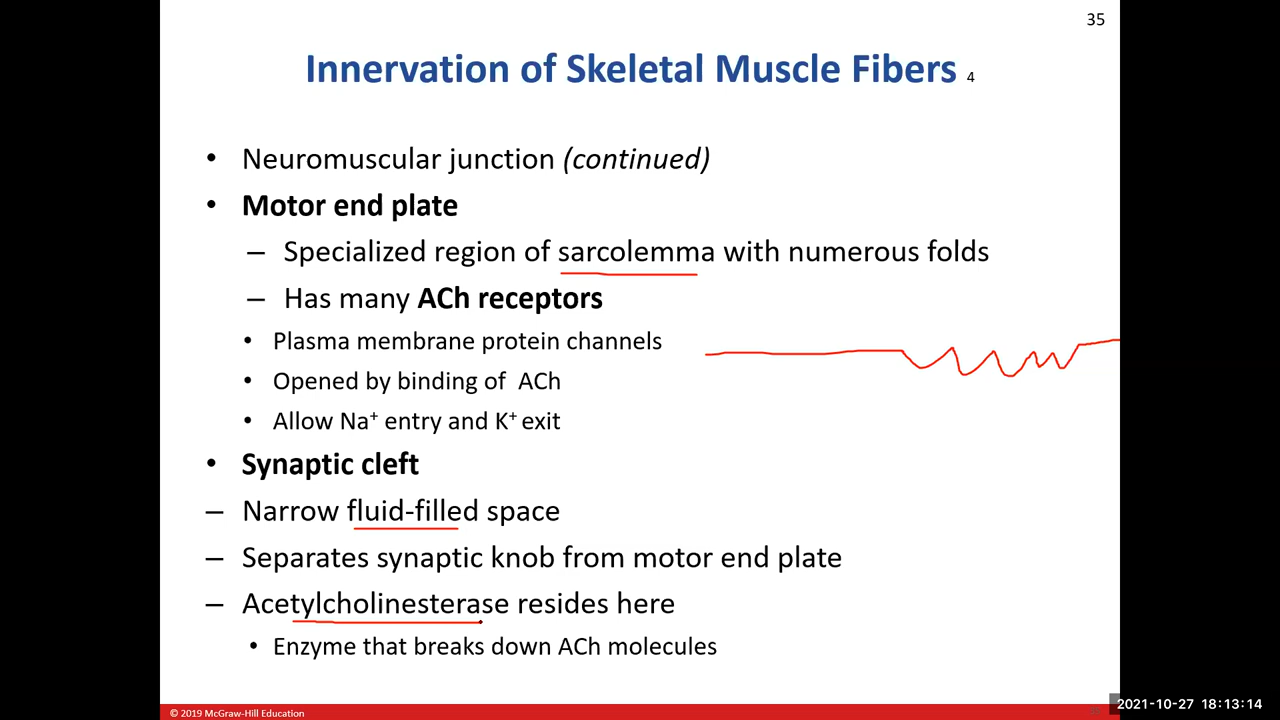 35
Innervation of Skeletal Muscle Fibers 4
• Neuromuscular junction (continued)
• Motor end plate
– Specialized region of sarcolemma with numerous folds
– Has many ACh receptors
• Plasma membrane protein channels
• Opened by binding of ACh
• Allow Na⁺ entry and K⁺ exit
• Synaptic cleft
– Narrow fluid-filled space
– Separates synaptic knob from motor end plate
– Acetylcholinesterase resides here
• Enzyme that breaks down ACh molecules
© 2019 McGraw-Hill Education
2021-10-27 18:13:14